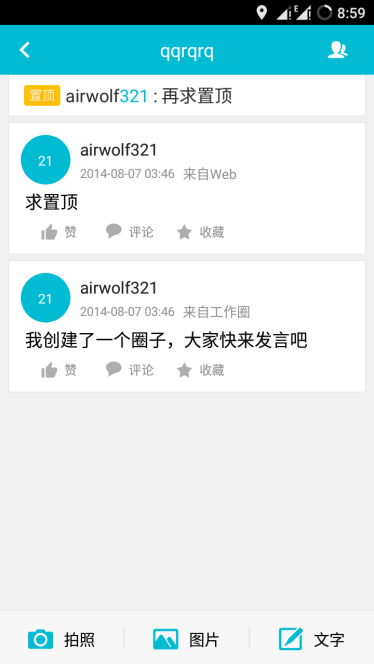 E 8:59
qqrqrq
置顶 airwolf321 : 再求置顶
21
airwolf321
2014-08-07 03:46 来自Web
求置顶
赞 评论 收藏
21
airwolf321
2014-08-07 03:46 来自工作圈
我创建了一个圈子，大家快来发言吧
赞 评论 收藏
拍照 图片 文字